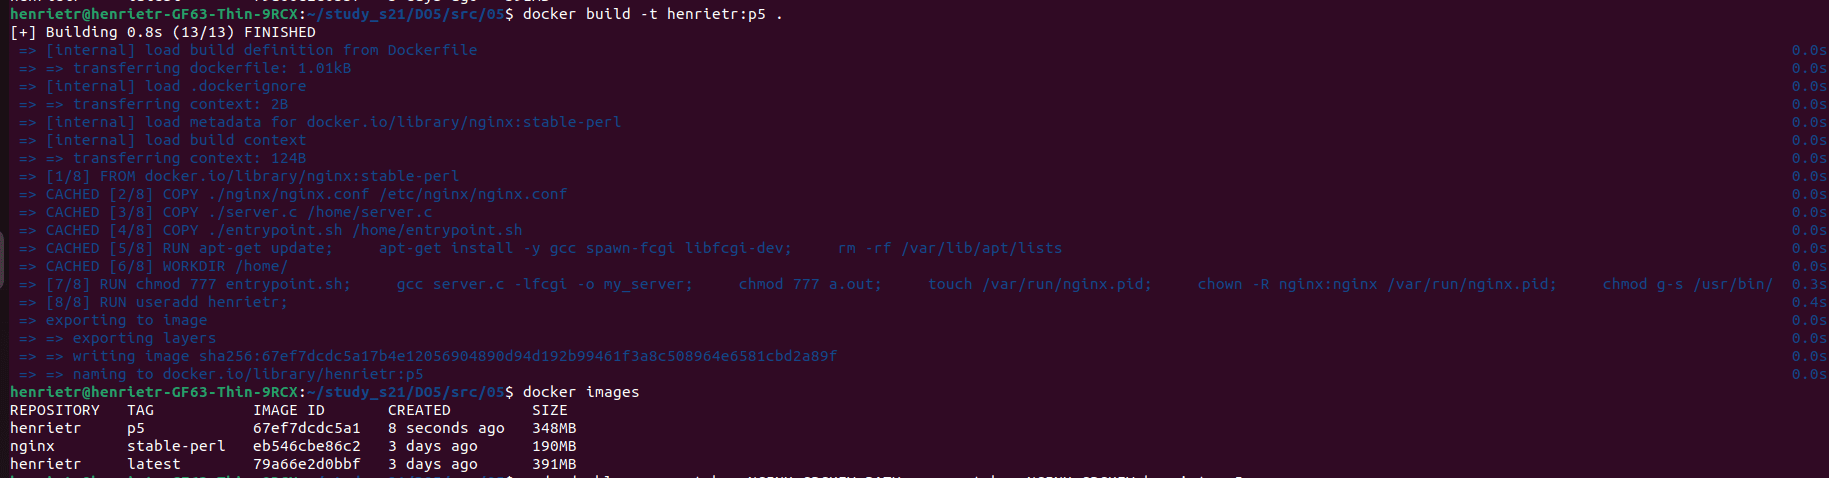 henrietr@henrietr-GF63-Thin-9RCX:~/study_s21/DO5/src/05$ docker build -t henrietr:p5 .
[+] Building 0.8s (13/13) FINISHED
=> [internal] load build definition from Dockerfile 0.0s
=> => transferring dockerfile: 1.01kB 0.0s
=> [internal] load .dockerignore 0.0s
=> => transferring context: 2B 0.0s
=> [internal] load metadata for docker.io/library/nginx:stable-perl 0.0s
=> [internal] load build context 0.0s
=> => transferring context: 124B 0.0s
=> [1/8] FROM docker.io/library/nginx:stable-perl 0.0s
=> CACHED [2/8] COPY ./nginx/nginx.conf /etc/nginx/nginx.conf 0.0s
=> CACHED [3/8] COPY ./server.c /home/server.c 0.0s
=> CACHED [4/8] COPY ./entrypoint.sh /home/entrypoint.sh 0.0s
=> CACHED [5/8] RUN apt-get update; apt-get install -y gcc spawn-fcgi libfcgi-dev; rm -rf /var/lib/apt/lists 0.0s
=> CACHED [6/8] WORKDIR /home/ 0.0s
=> [7/8] RUN chmod 777 entrypoint.sh; gcc server.c -lfcgi -o my_server; chmod 777 a.out; touch /var/run/nginx.pid; chown -R nginx:nginx /var/run/nginx.pid; chmod g-s /usr/bin/ 0.3s
=> [8/8] RUN useradd henrietr; 0.4s
=> exporting to image 0.0s
=> => exporting layers 0.0s
=> => writing image sha256:67ef7dcdc5a17b4e12056904890d94d192b99461f3a8c508964e6581cbd2a89f 0.0s
=> => naming to docker.io/library/henrietr:p5 0.0s
henrietr@henrietr-GF63-Thin-9RCX:~/study_s21/DO5/src/05$ docker images
REPOSITORY TAG IMAGE ID CREATED SIZE
henrietr p5 67ef7dcdc5a1 8 seconds ago 348MB
nginx stable-perl eb546cbe86c2 3 days ago 190MB
henrietr latest 79a66e2d0bbf 3 days ago 391MB